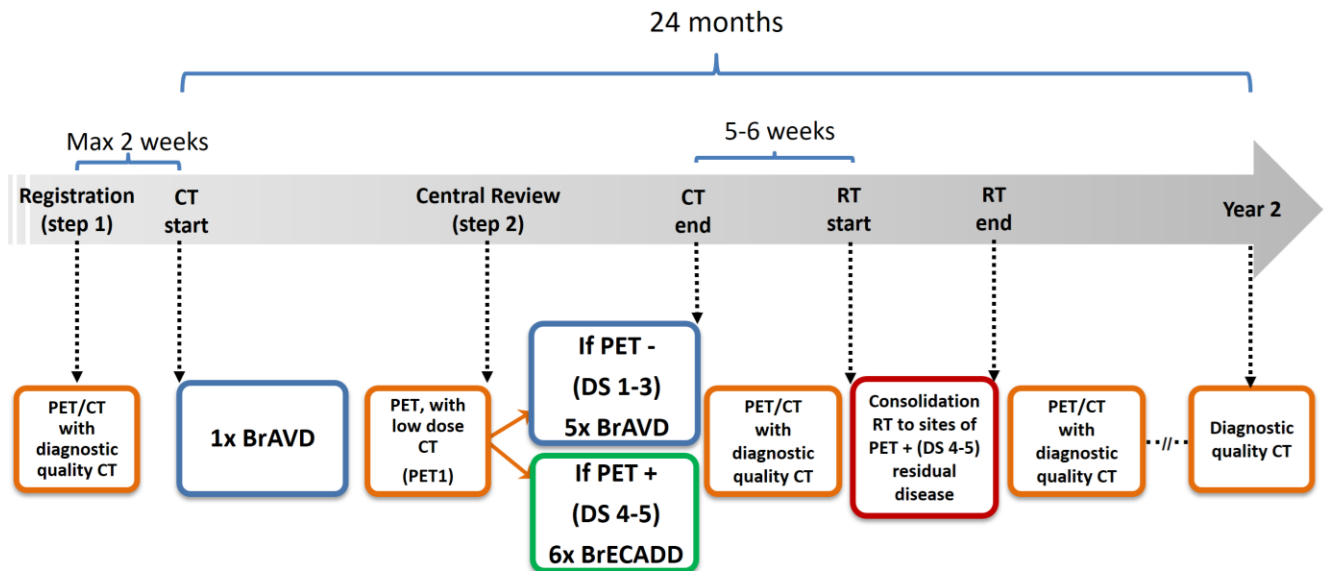 24 months
Max 2 weeks
5-6 weeks
Registration
(step 1)
CT
start
Central Review
(step 2)
CT
end
RT
start
RT
end
Year 2
PET/CT
with
diagnostic
quality CT
1x BrAVD
PET, with
low dose
CT
(PET1)
If PET -
(DS 1-3)
5x BrAVD
If PET +
(DS 4-5)
6x BrECADD
PET/CT
with
diagnostic
quality CT
Consolidation
RT to sites of
PET + (DS 4-5)
residual
disease
PET/CT
with
diagnostic
quality CT
//
Diagnostic
quality CT